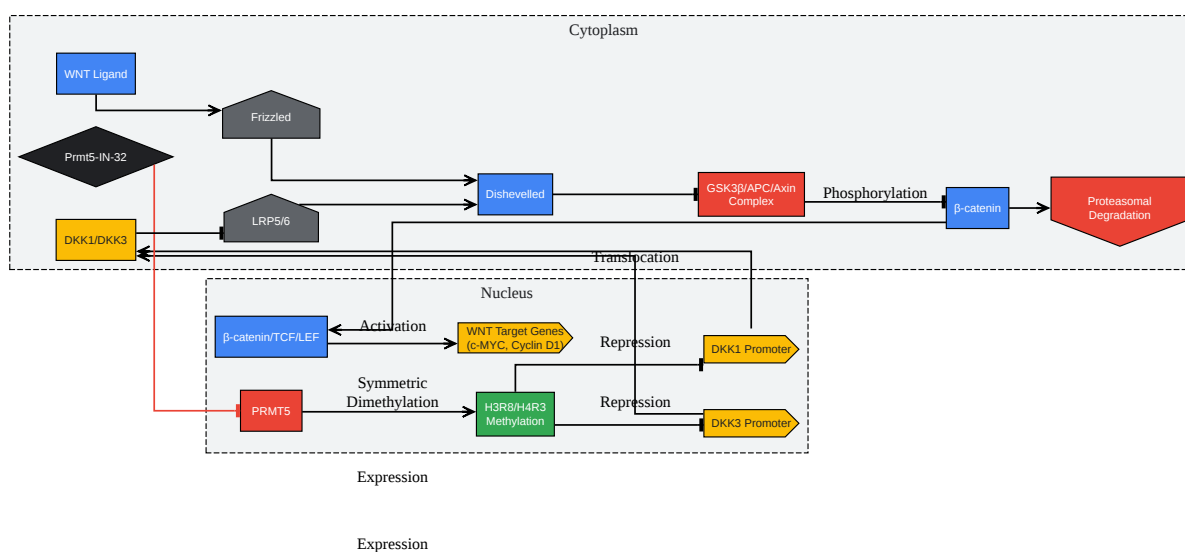 Cytoplasm
WNT Ligand
Frizzled
Prmt5-IN-32
Dishevelled
GSK3β/APC/Axin
Complex
Phosphorylation
β-catenin
Proteasomal
Degradation
LRP5/6
DKK1/DKK3
Translocation
Nucleus
β-catenin/TCF/LEF
Activation
WNT Target Genes
(c-MYC, Cyclin D1)
Repression
DKK1 Promoter
Symmetric
Dimethylation
PRMT5
H3R8/H4R3
Methylation
Repression
DKK3 Promoter
Expression
Expression